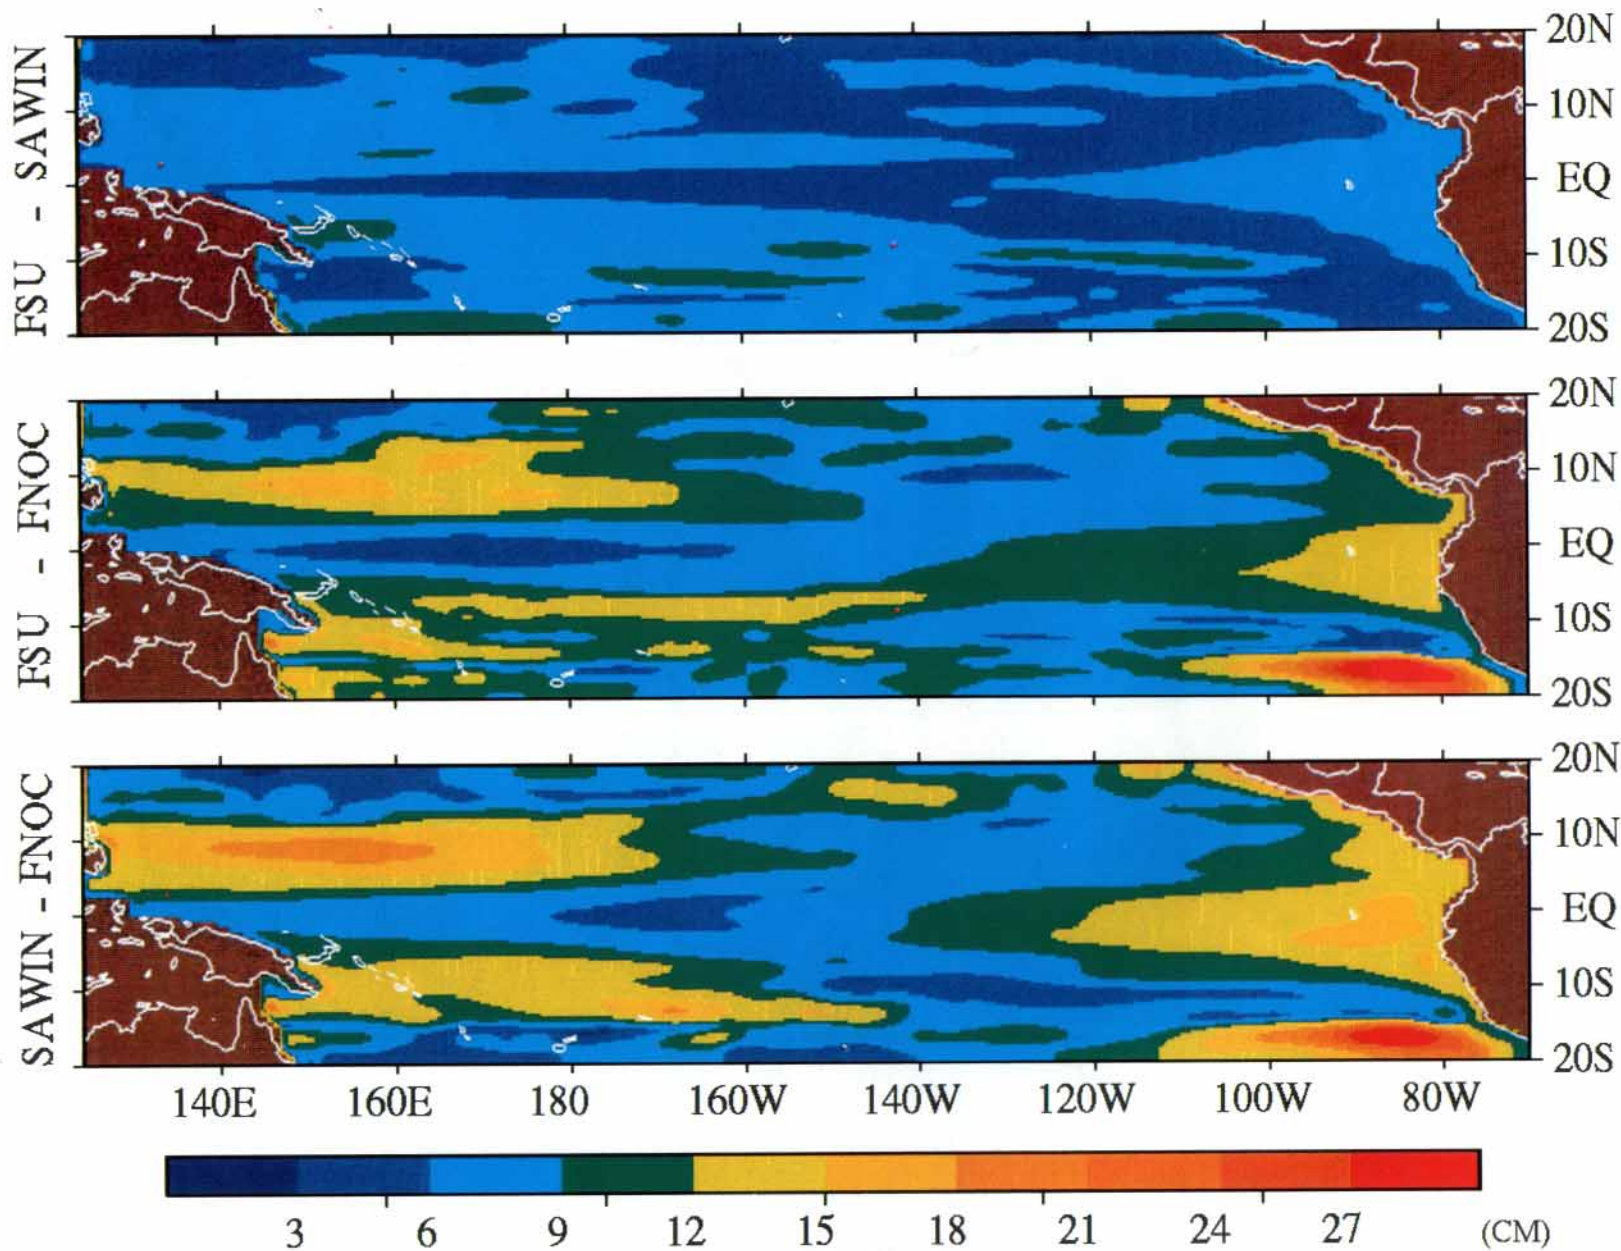 FSU - SAWIN
20N
10N
EQ
10S
20S
FSU - FNOC
20N
10N
EQ
10S
20S
SAWIN - FNOC
20N
10N
EQ
10S
20S
140E 160E 180 160W 140W 120W 100W 80W
3 6 9 12 15 18 21 24 27 (CM)